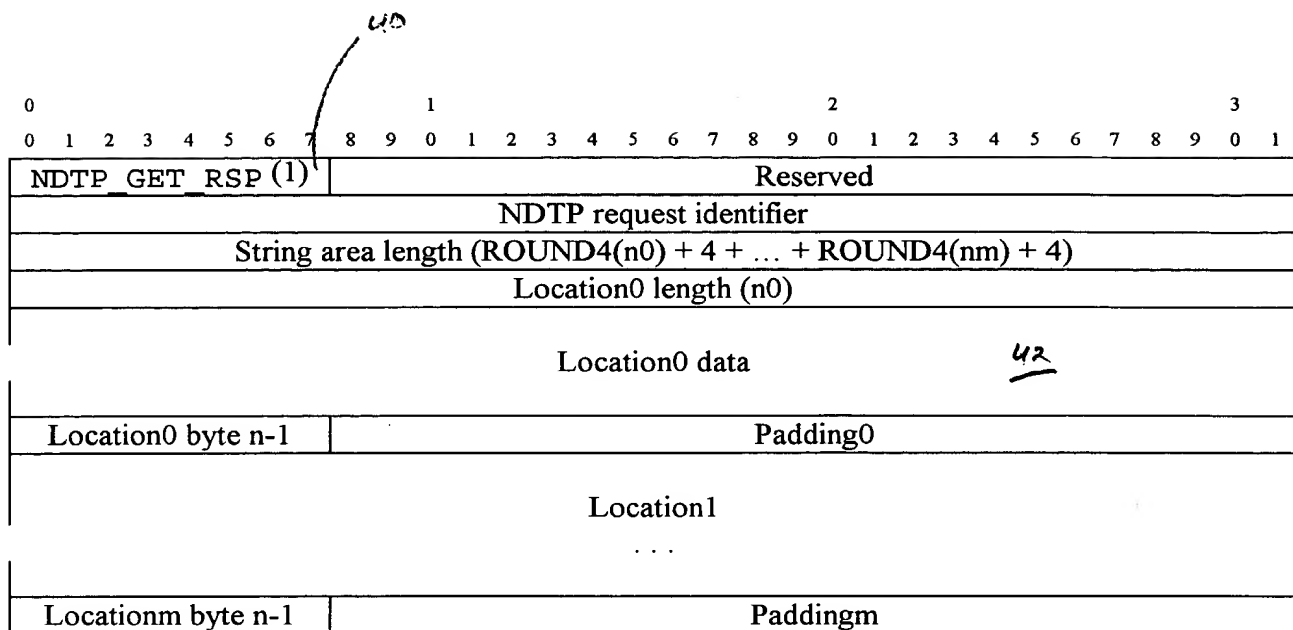 40
0 1 2 3
0 1 2 3 4 5 6 7 8 9 0 1 2 3 4 5 6 7 8 9 0 1 2 3 4 5 6 7 8 9 0 1
NDTP_GET_RSP (1) Reserved
NDTP request identifier
String area length (ROUND4(n0) + 4 + ... + ROUND4(nm) + 4)
Location0 length (n0)
Location0 data 42
Location0 byte n-1 Padding0
Location1
. . .
Locationm byte n-1 Paddingm